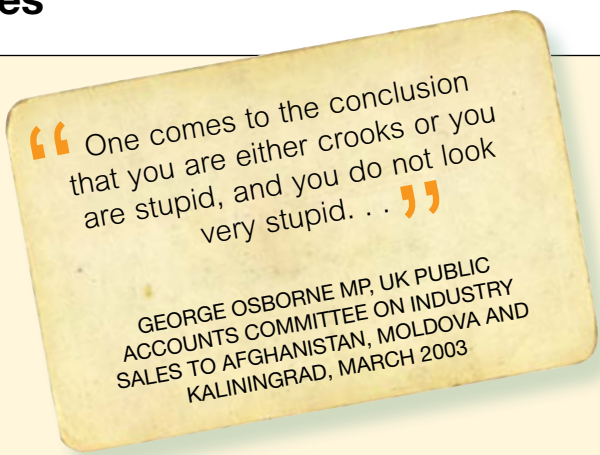 es
“ One comes to the conclusion
that you are either crooks or you
are stupid, and you do not look
very stupid. . . ”
GEORGE OSBORNE MP, UK PUBLIC
ACCOUNTS COMMITTEE ON INDUSTRY
SALES TO AFGHANISTAN, MOLDOVA AND
KALININGRAD, MARCH 2003